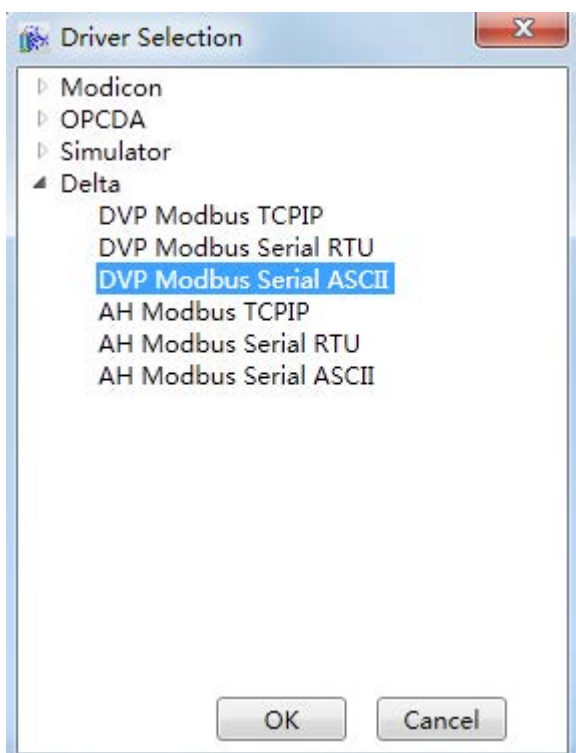 Driver Selection
Modicon
OPCDA
Simulator
Delta
DVP Modbus TCPIP
DVP Modbus Serial RTU
DVP Modbus Serial ASCII
AH Modbus TCPIP
AH Modbus Serial RTU
AH Modbus Serial ASCII
OK Cancel